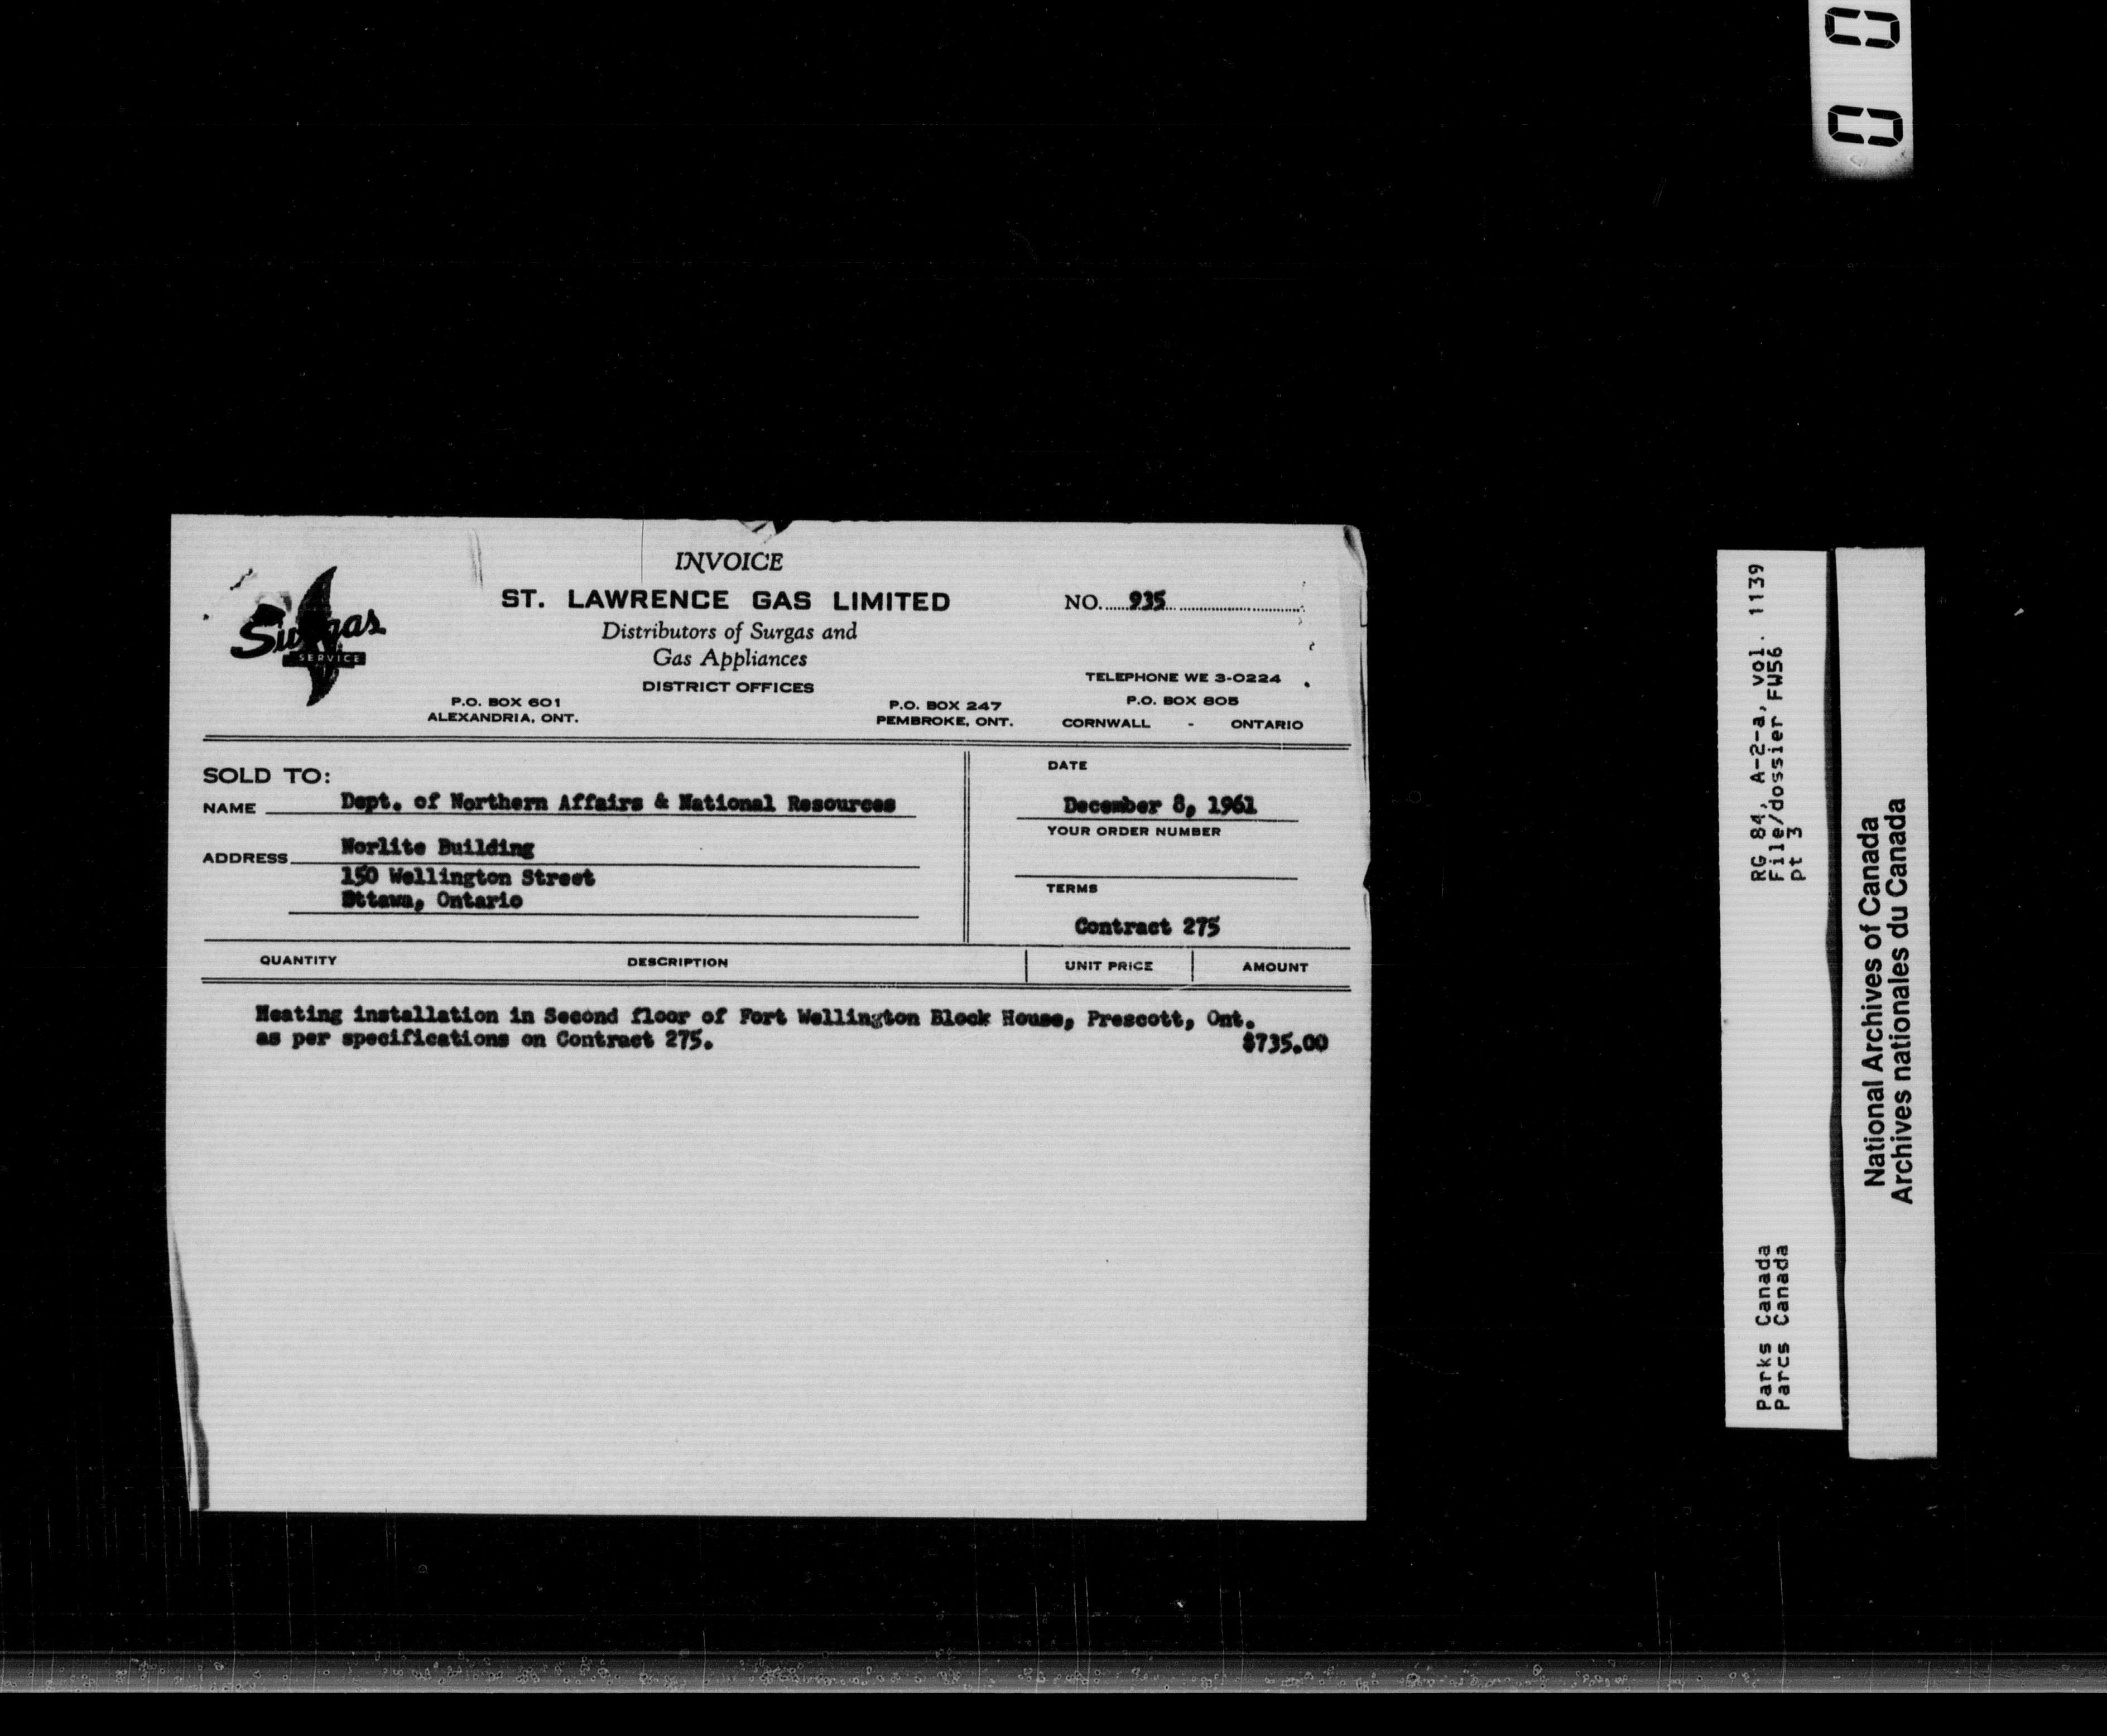 INVOICE
ST. LAWRENCE GAS LIMITED
Distributors of Surgas and
Gas Appliances
DISTRICT OFFICES
Surgas
SERVICE
P.O. BOX 601
ALEXANDRIA, ONT.
P.O. BOX 247
PEMBROKE, ONT.
NO. 935
TELEPHONE WE 3-0224
P.O. BOX 805
CORNWALL - ONTARIO
SOLD TO:
NAME Dept. of Northern Affairs & National Resources
ADDRESS Norlite Building
150 Wellington Street
Ottawa, Ontario
DATE
December 8, 1961
YOUR ORDER NUMBER
TERMS
Contract 275
QUANTITY DESCRIPTION UNIT PRICE AMOUNT
Heating installation in Second floor of Fort Wellington Block House, Prescott, Ont.
as per specifications on Contract 275. $735.00
RG 84, A-2-a, vol. 1139
File/dossier FW56
pt 3
Parks Canada
Parcs Canada
National Archives of Canada
Archives nationales du Canada
0 0